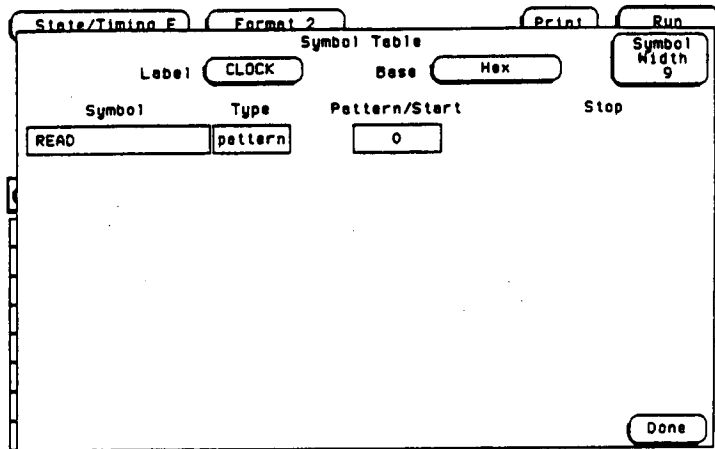 State/Timing E Format 2 Print Run
Symbol Table
Symbol Width 9
Label CLOCK Base Hex
Symbol Type Pattern/Start Stop
READ pattern 0
Done